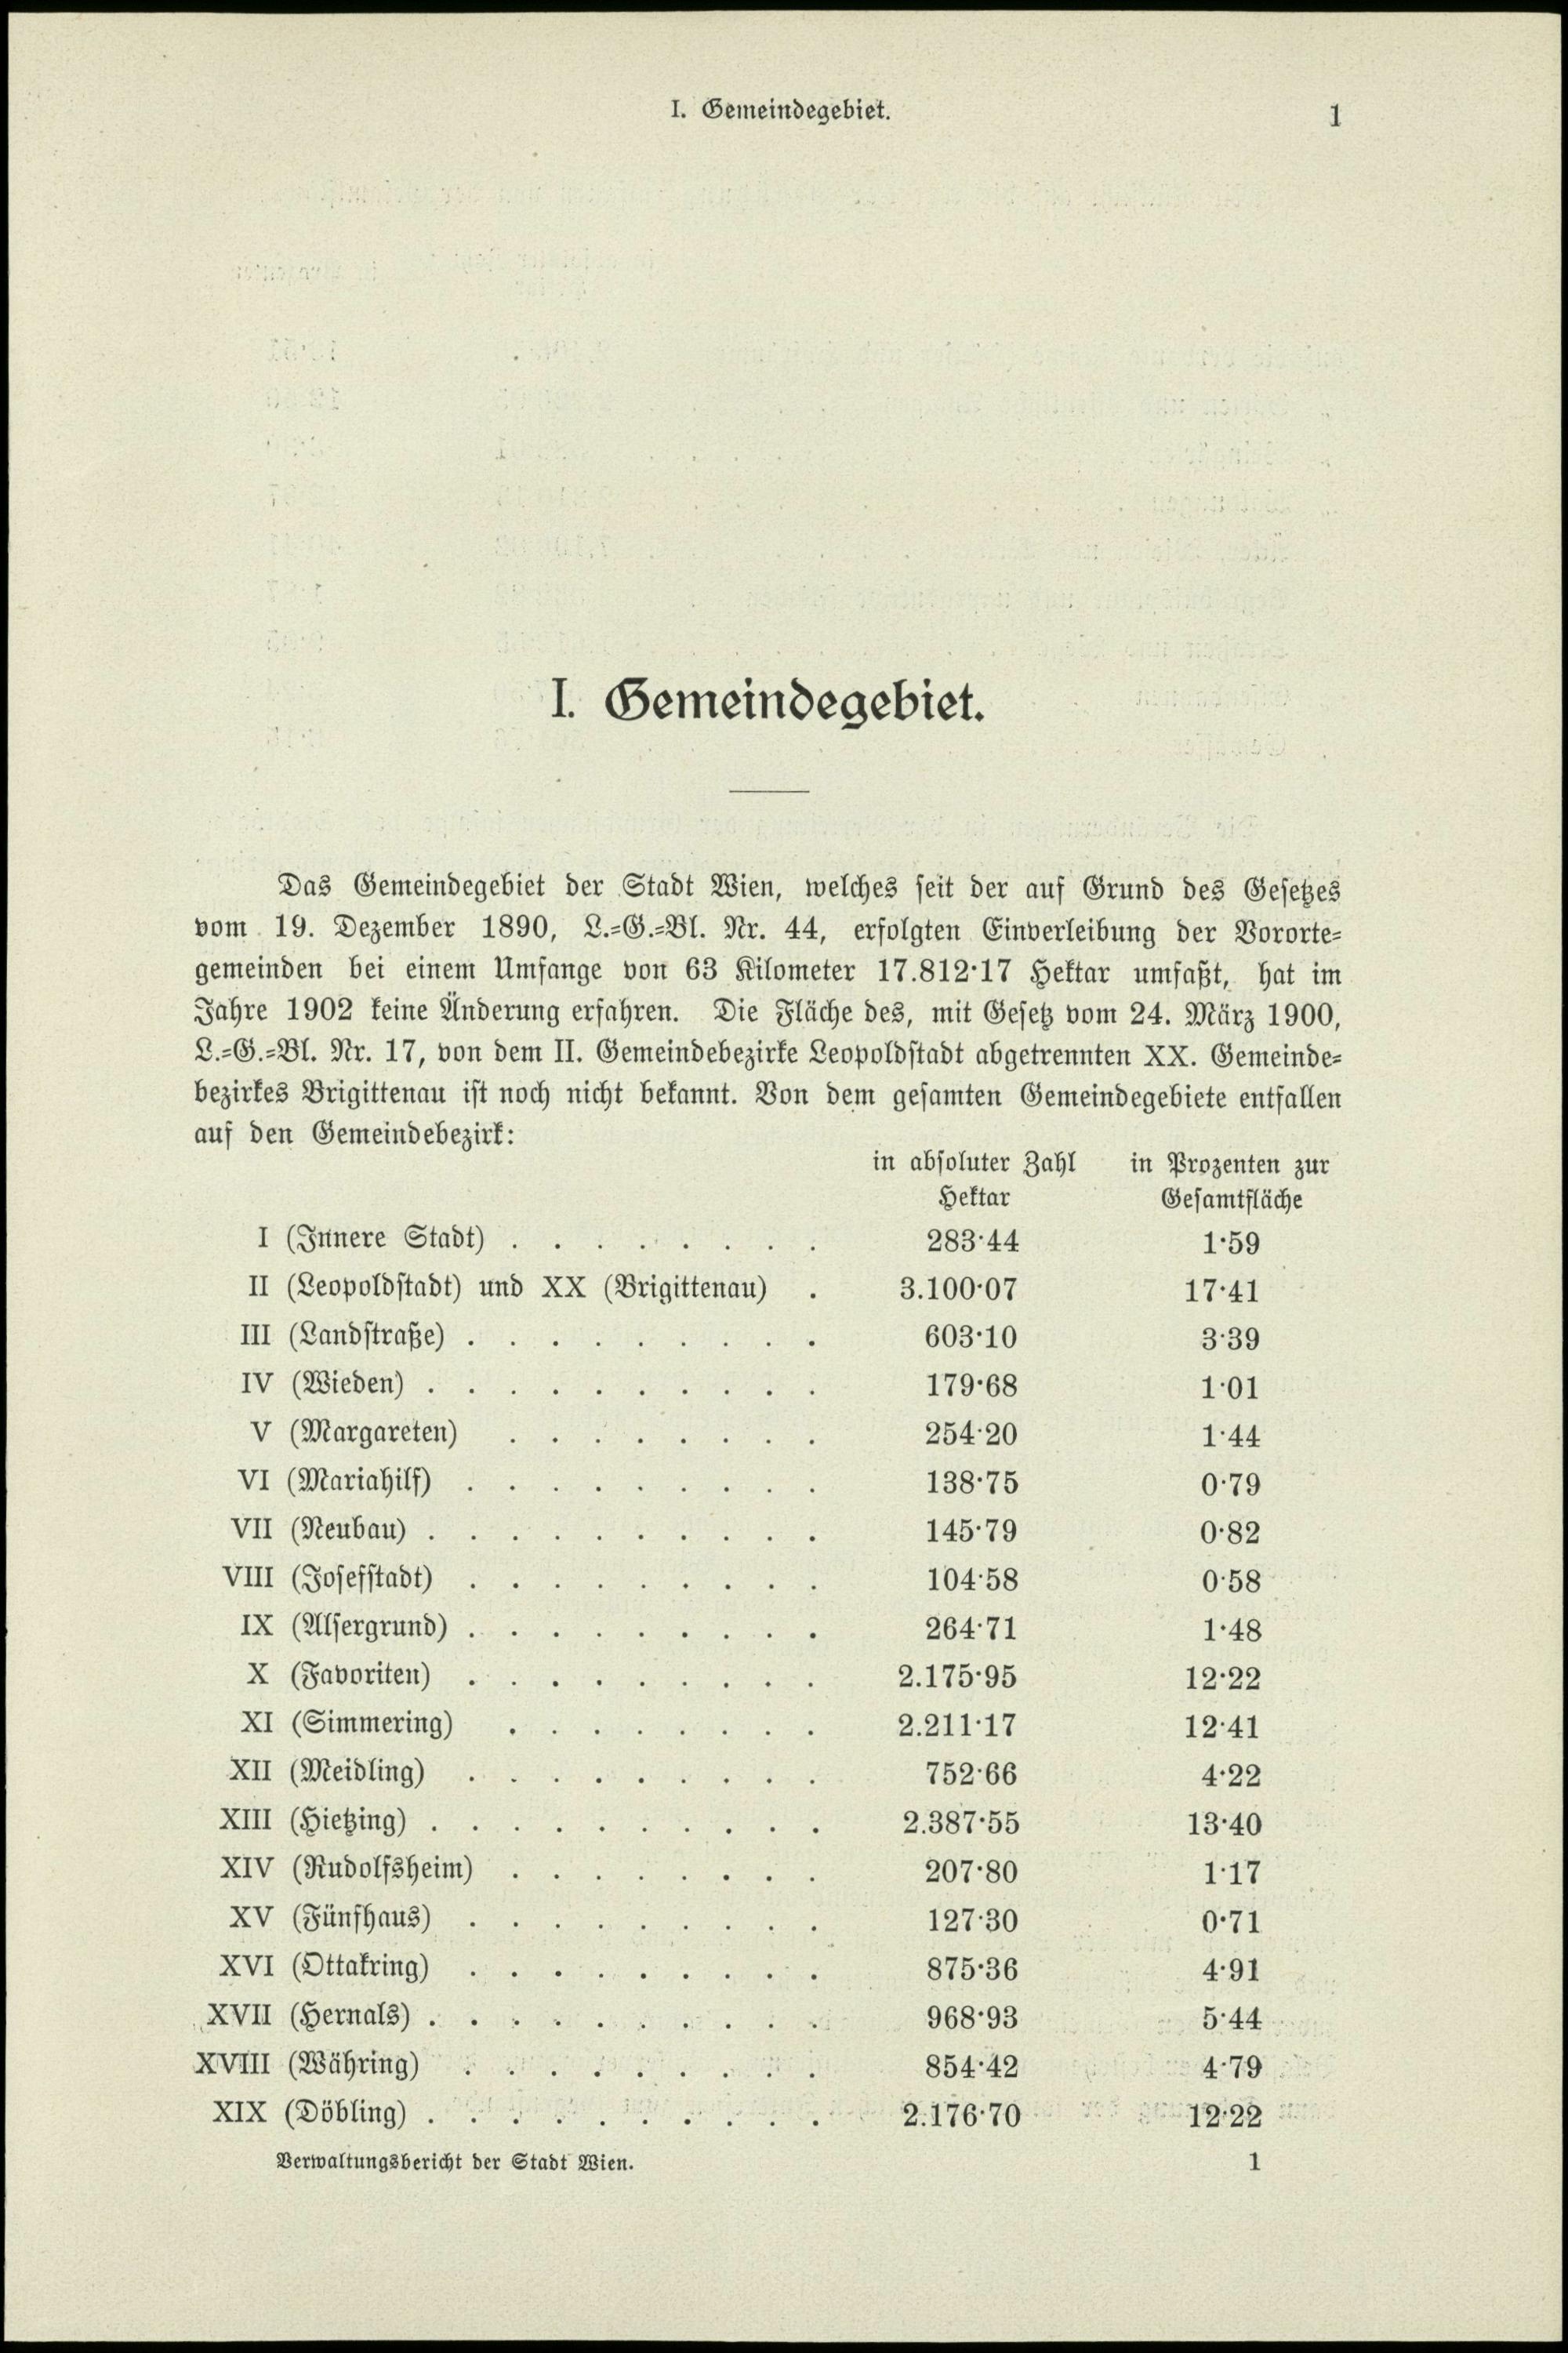 I. Gemeindegebiet. 1
I. Gemeindegebiet.
Das Gemeindegebiet der Stadt Wien, welches seit der auf Grund des Gesetzes
vom 19. Dezember 1890, L.-G.-Bl. Nr. 44, erfolgten Einverleibung der Vororte-
gemeinden bei einem Umfange von 63 Kilometer 17.812·17 Hektar umfaßt, hat im
Jahre 1902 keine Änderung erfahren. Die Fläche des, mit Gesetz vom 24. März 1900,
L.-G.-Bl. Nr. 17, von dem II. Gemeindebezirke Leopoldstadt abgetrennten XX. Gemeinde-
bezirkes Brigittenau ist noch nicht bekannt. Von dem gesamten Gemeindegebiete entfallen
auf den Gemeindebezirk:
in absoluter Zahl in Prozenten zur
Hektar Gesamtfläche
I (Innere Stadt) . . . . . . . . 283·44 1·59
II (Leopoldstadt) und XX (Brigittenau) . 3.100·07 17·41
III (Landstraße) . . . . . . . . . 603·10 3·39
IV (Wieden) . . . . . . . . . . 179·68 1·01
V (Margareten) . . . . . . . . 254·20 1·44
VI (Mariahilf) . . . . . . . . . 138·75 0·79
VII (Neubau) . . . . . . . . . . 145·79 0·82
VIII (Josefstadt) . . . . . . . . . 104·58 0·58
IX (Alsergrund) . . . . . . . . . 264·71 1·48
X (Favoriten) . . . . . . . . . 2.175·95 12·22
XI (Simmering) . . . . . . . . 2.211·17 12·41
XII (Meidling) . . . . . . . . . 752·66 4·22
XIII (Hietzing) . . . . . . . . . . 2.387·55 13·40
XIV (Rudolfsheim) . . . . . . . . 207·80 1·17
XV (Fünfhaus) . . . . . . . . . 127·30 0·71
XVI (Ottakring) . . . . . . . . . 875·36 4·91
XVII (Hernals) . . . . . . . . . . 968·93 5·44
XVIII (Währing) . . . . . . . . . 854·42 4·79
XIX (Döbling) . . . . . . . . . . 2.176·70 12·22
Verwaltungsbericht der Stadt Wien. 1